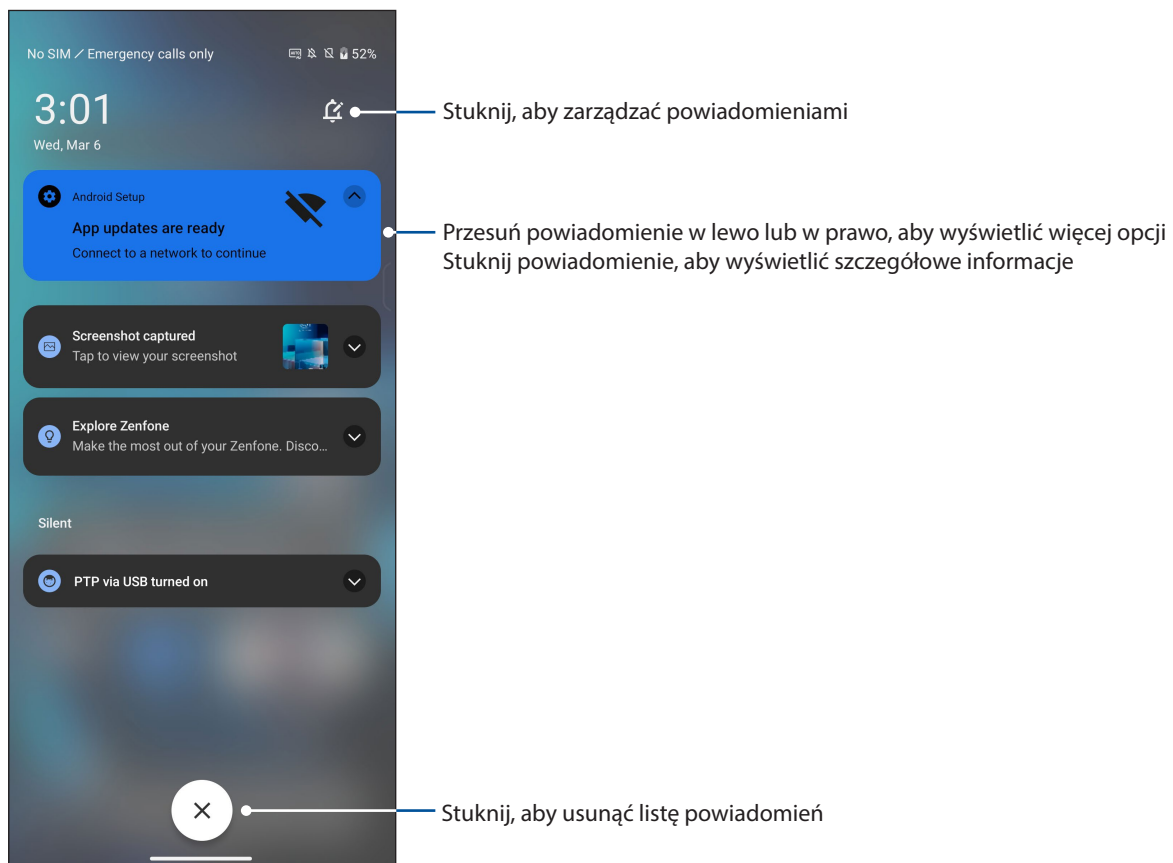 No SIM / Emergency calls only
52%
3:01
Wed, Mar 6
Stuknij, aby zarządzać powiadomieniami
Android Setup
App updates are ready
Connect to a network to continue
Przesuń powiadomienie w lewo lub w prawo, aby wyświetlić więcej opcji
Stuknij powiadomienie, aby wyświetlić szczegółowe informacje
Screenshot captured
Tap to view your screenshot
Explore Zenfone
Make the most out of your Zenfone. Disco...
Silent
PTP via USB turned on
Stuknij, aby usunąć listę powiadomień